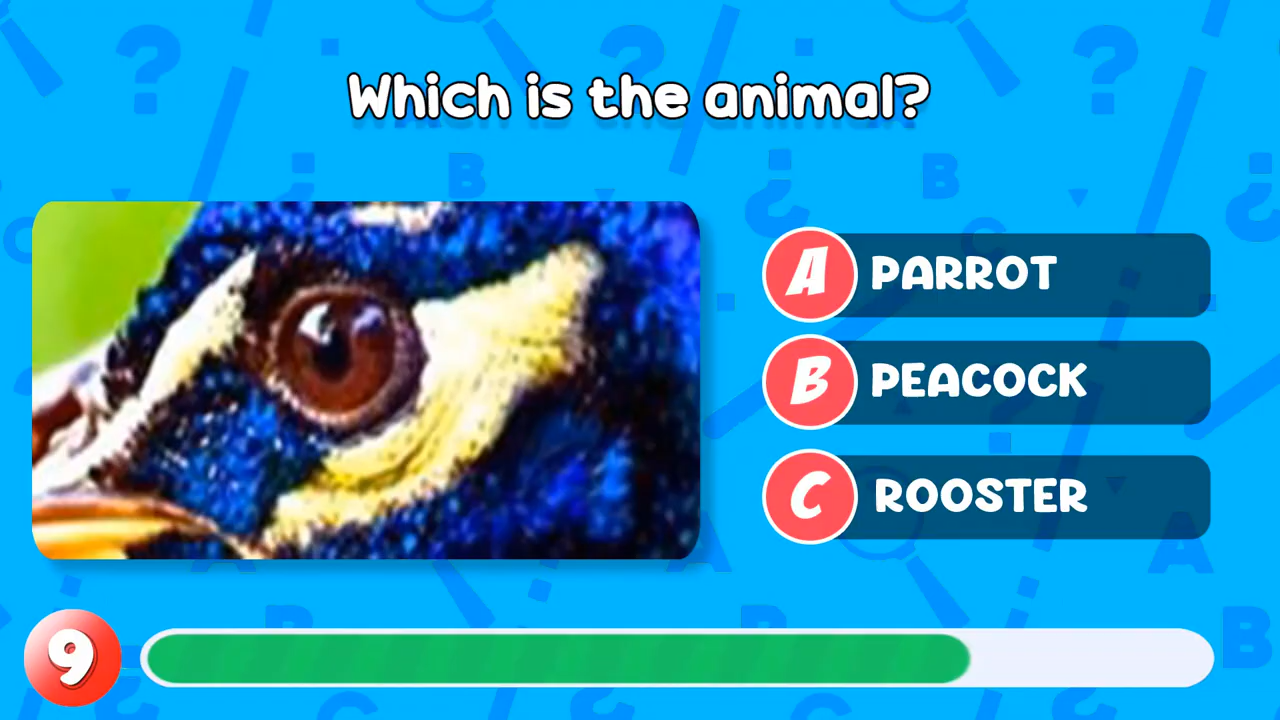 Which is the animal?
A PARROT
B PEACOCK
C ROOSTER
9